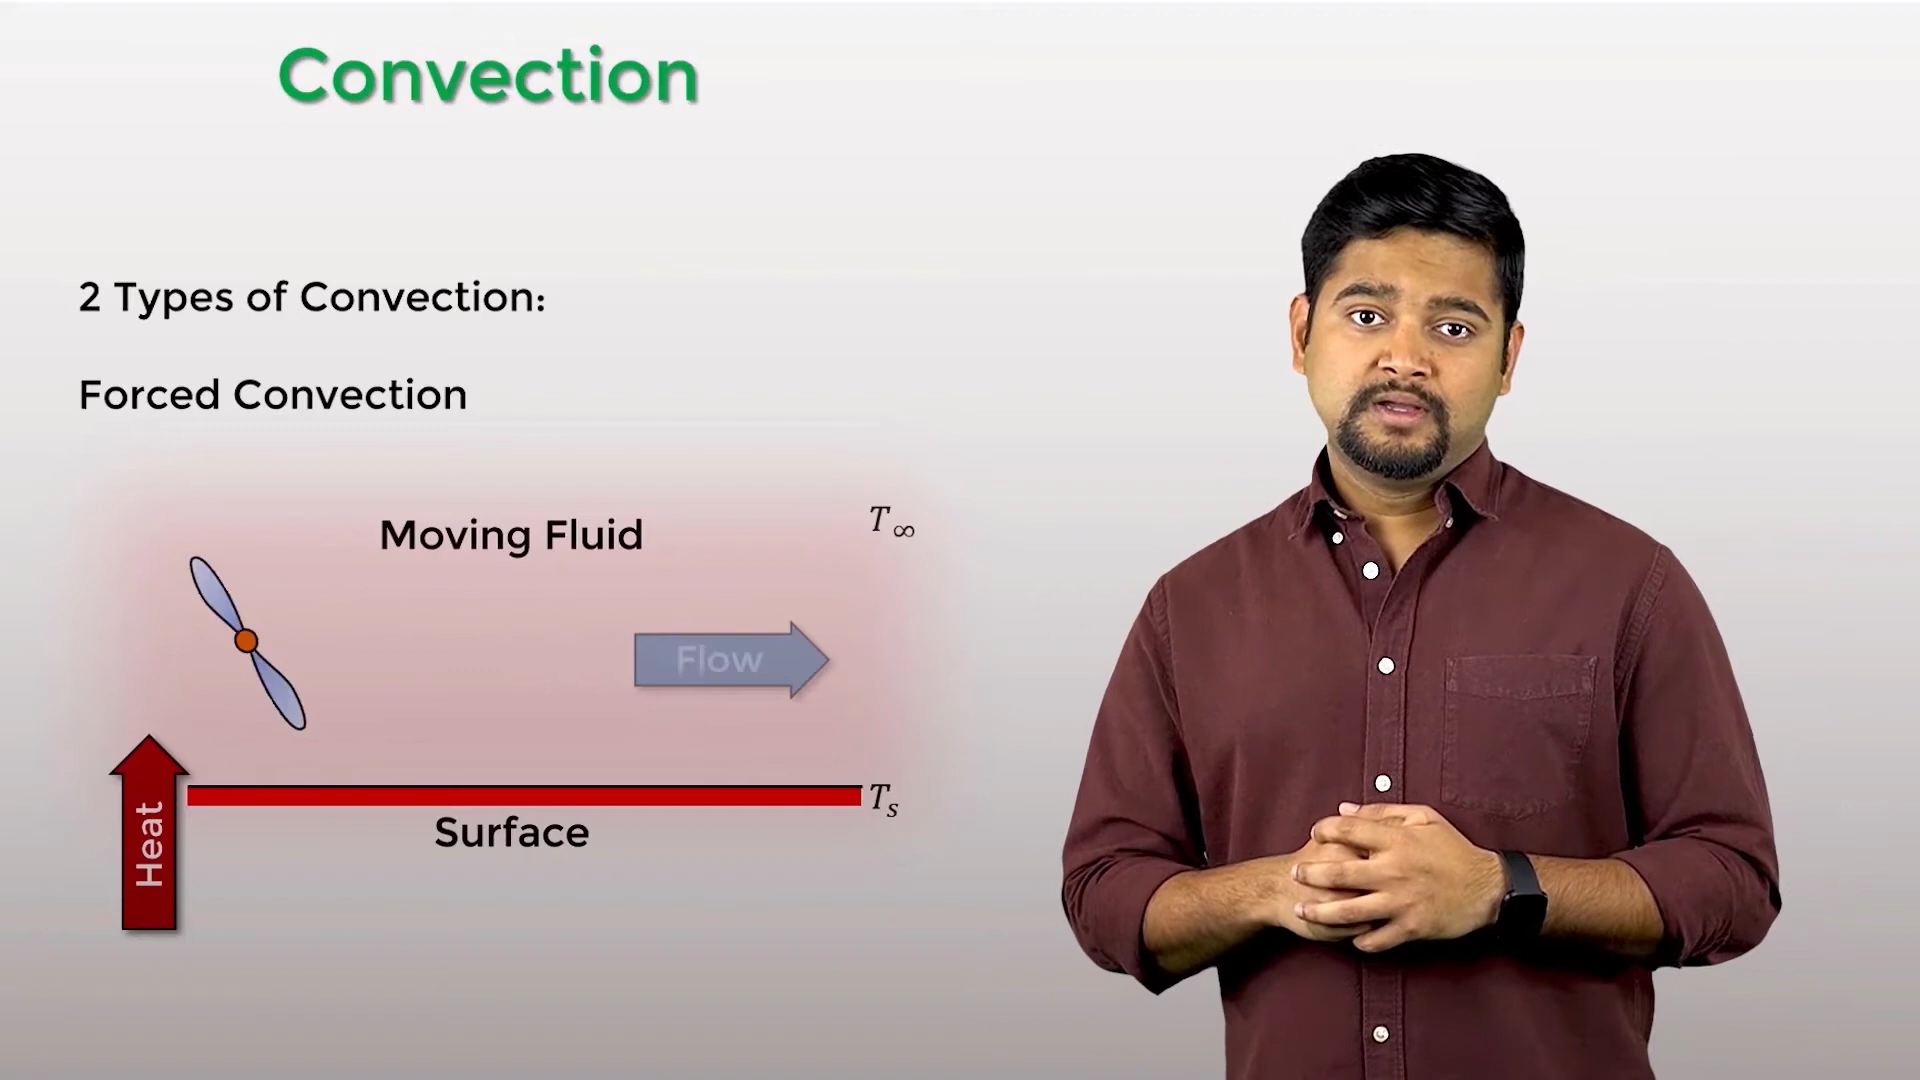 Convection
2 Types of Convection:
Forced Convection
Moving Fluid
T∞
Flow
Heat
Tₛ
Surface